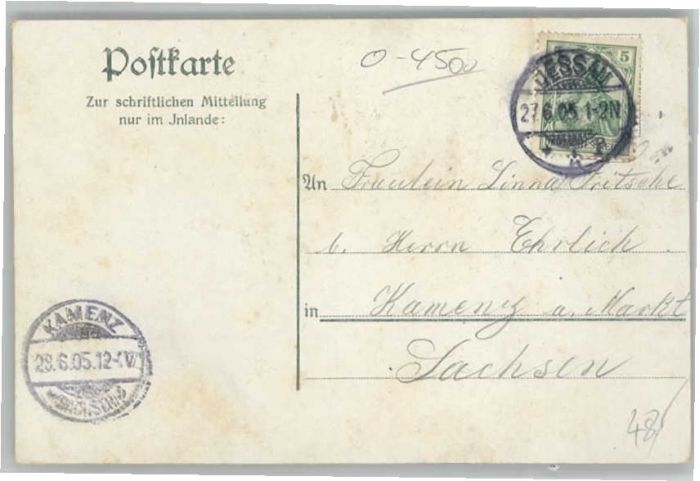 Postkarte
Zur schriftlichen Mitteilung
nur im Jnlande:
0-4500
5
DESSAU
27.6.05.1-2N
An Fräulein Linna Fritsche
b. Herrn Ehrlich.
in Kamenz a. Markt
Sachsen
KAMENZ
28.6.05.12-1V
48